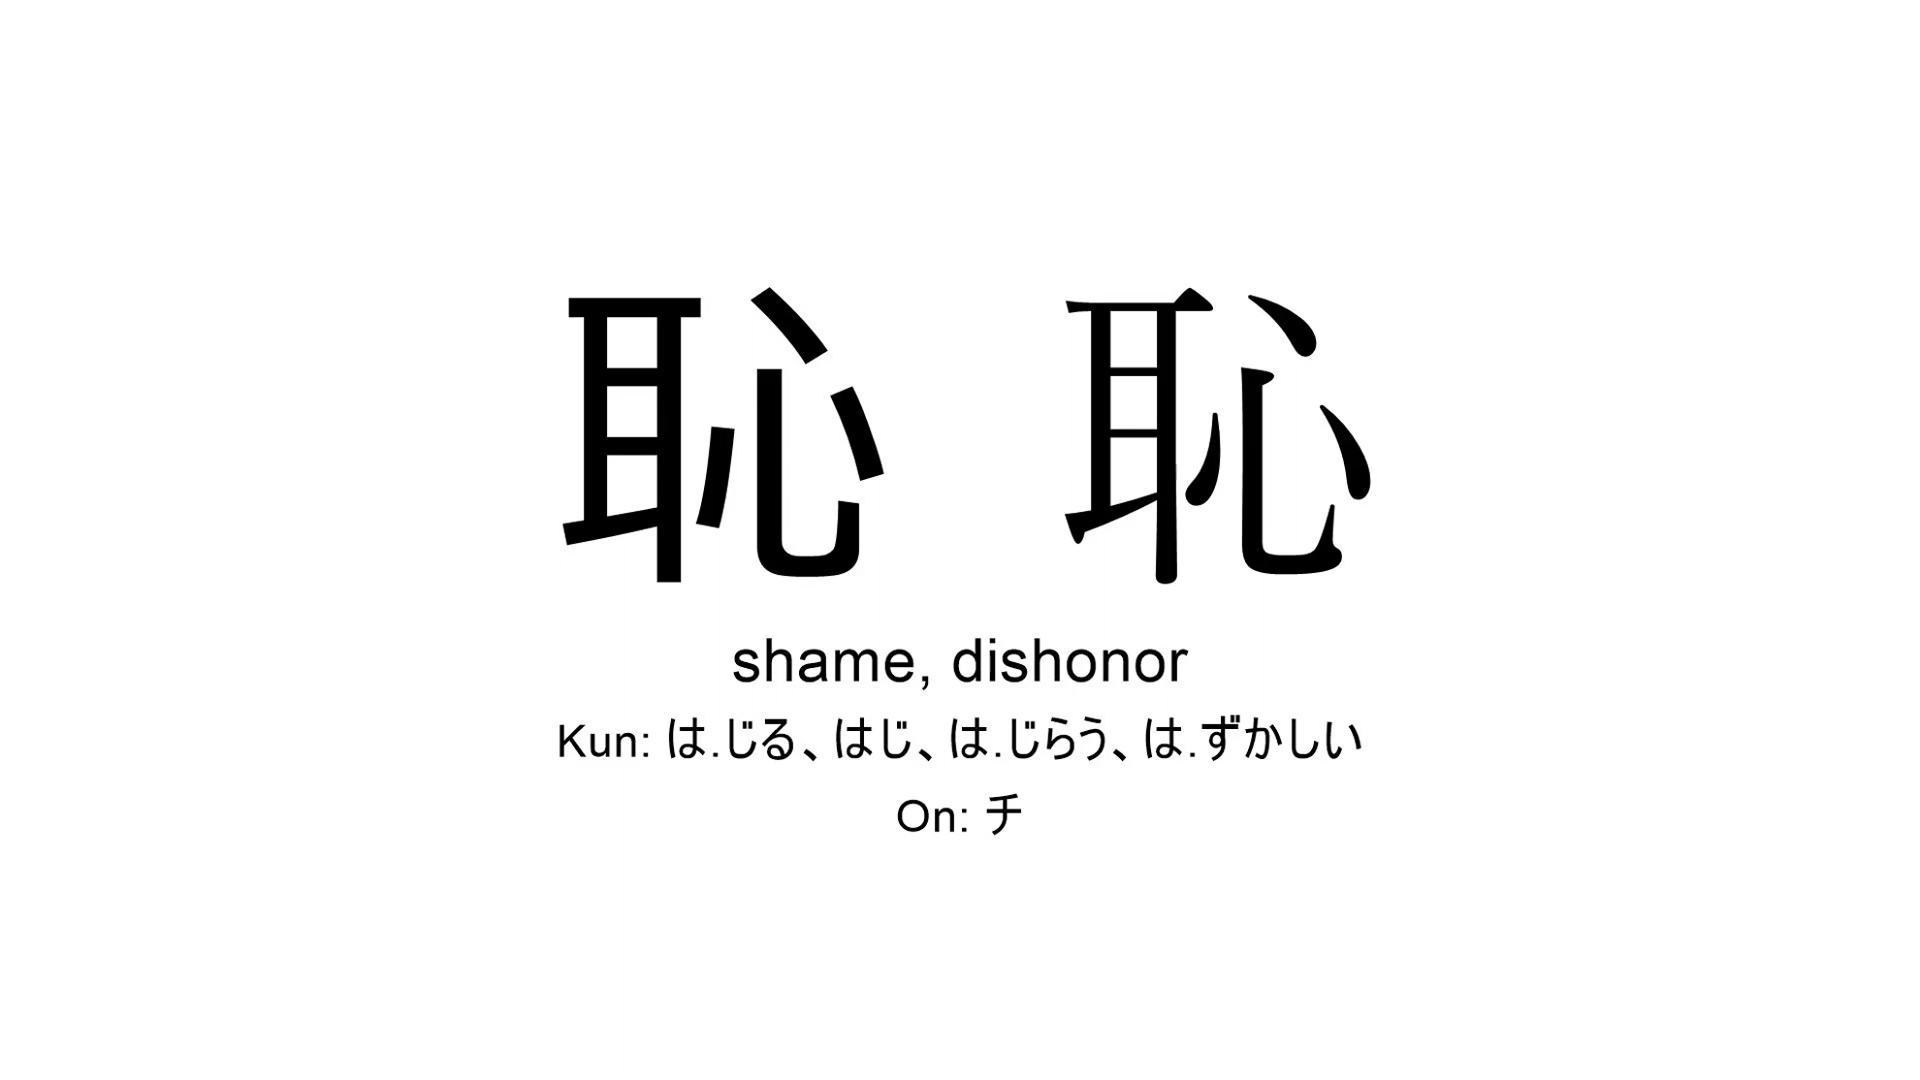 恥 恥
shame, dishonor
Kun: は.じる、はじ、は.じらう、は.ずかしい
On: チ